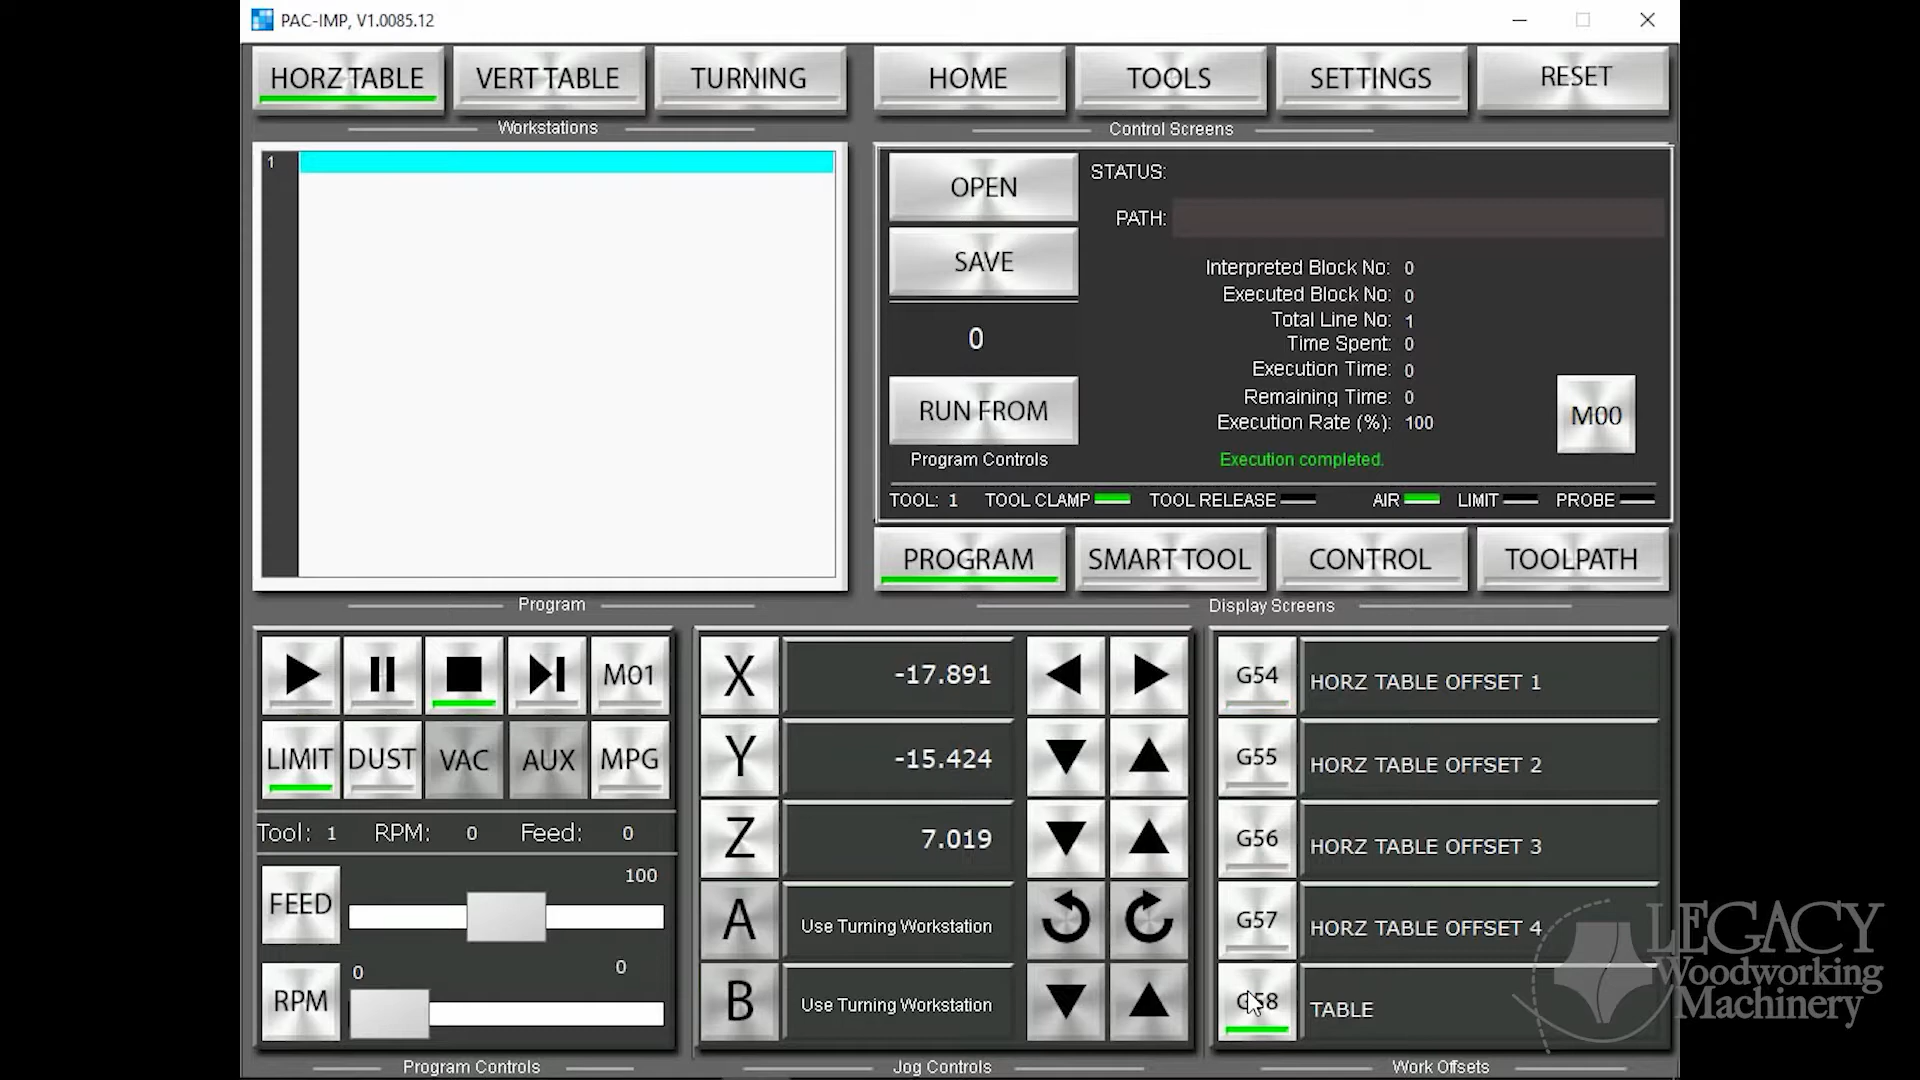 PAC-IMP, V1.0085.12
HORZ TABLE VERT TABLE TURNING HOME TOOLS SETTINGS RESET
Workstations Control Screens
1
OPEN
STATUS:
SAVE
PATH:
0
RUN FROM
Program Controls
Interpreted Block No: 0
Executed Block No: 0
Total Line No: 1
Time Spent: 0
Execution Time: 0
Remaining Time: 0
Execution Rate (%): 100
M00
Execution completed.
TOOL: 1 TOOL CLAMP TOOL RELEASE AIR LIMIT PROBE
PROGRAM SMART TOOL CONTROL TOOLPATH
Program Display Screens
M01
LIMIT DUST VAC AUX MPG
Tool: 1 RPM: 0 Feed: 0
FEED 100
RPM 0 0
Program Controls
X -17.891
Y -15.424
Z 7.019
A Use Turning Workstation
B Use Turning Workstation
Jog Controls
G54 HORZ TABLE OFFSET 1
G55 HORZ TABLE OFFSET 2
G56 HORZ TABLE OFFSET 3
G57 HORZ TABLE OFFSET 4
G58 TABLE
Work Offsets
LEGACY
Woodworking
Machinery